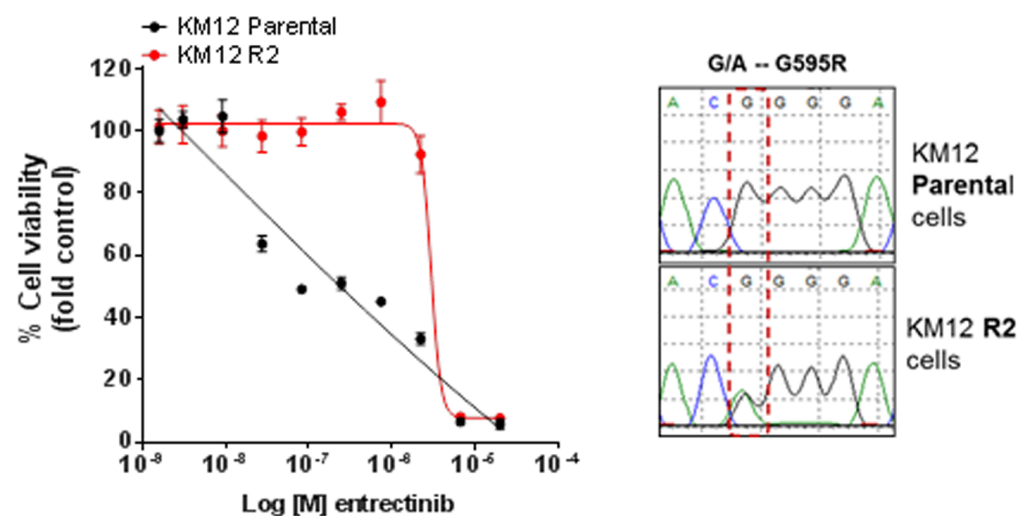 KM12 Parental
KM12 R2
120
100
80
60
40
20
0
% Cell viability
(fold control)
10-9 10-8 10-7 10-6 10-5 10-4
Log [M] entrectinib
G/A -- G595R
A C G G G G A
KM12
Parental
cells
A C G G G G A
KM12 R2
cells